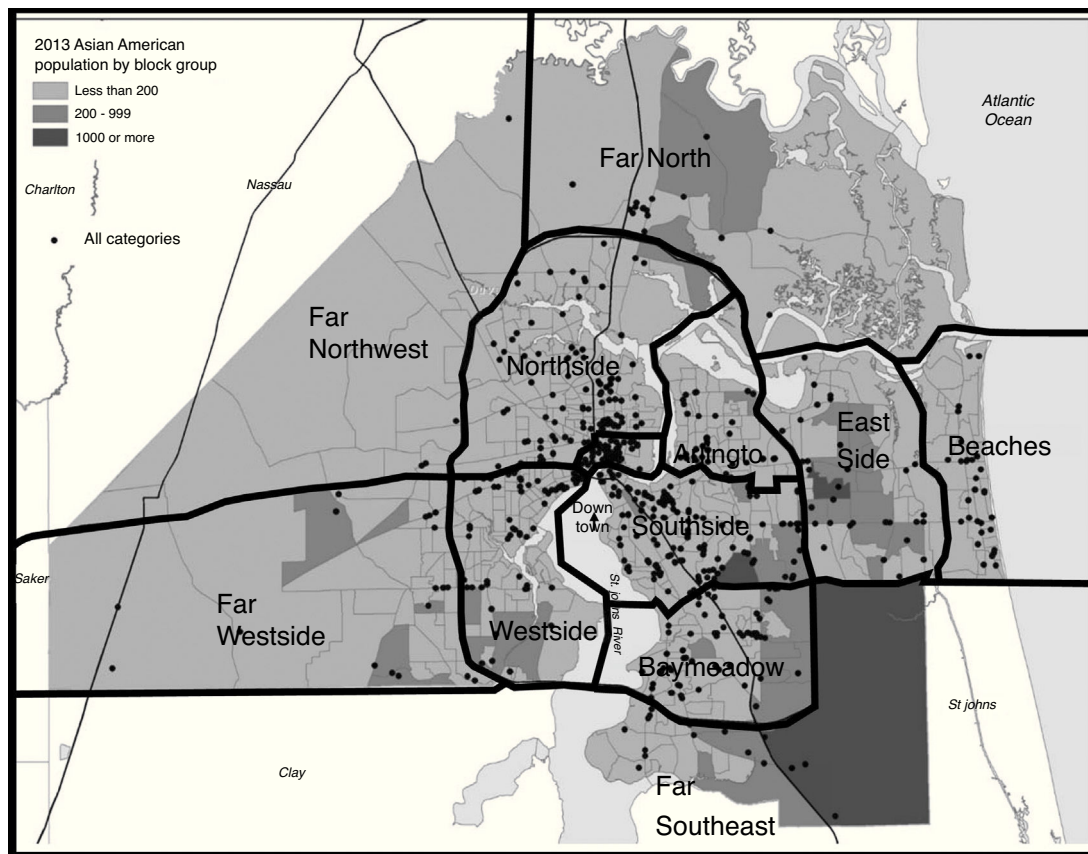 2013 Asian American
population by block group
Less than 200
200 - 999
1000 or more
Atlantic
Ocean
Charlton
Nassau
All categories
Far North
Far
Northwest
Northside
East
Side
Beaches
Arlingto
Down
town
Southside
Saker
Far
Westside
Westside
St. johns River
Baymeadow
St johns
Clay
Far
Southeast